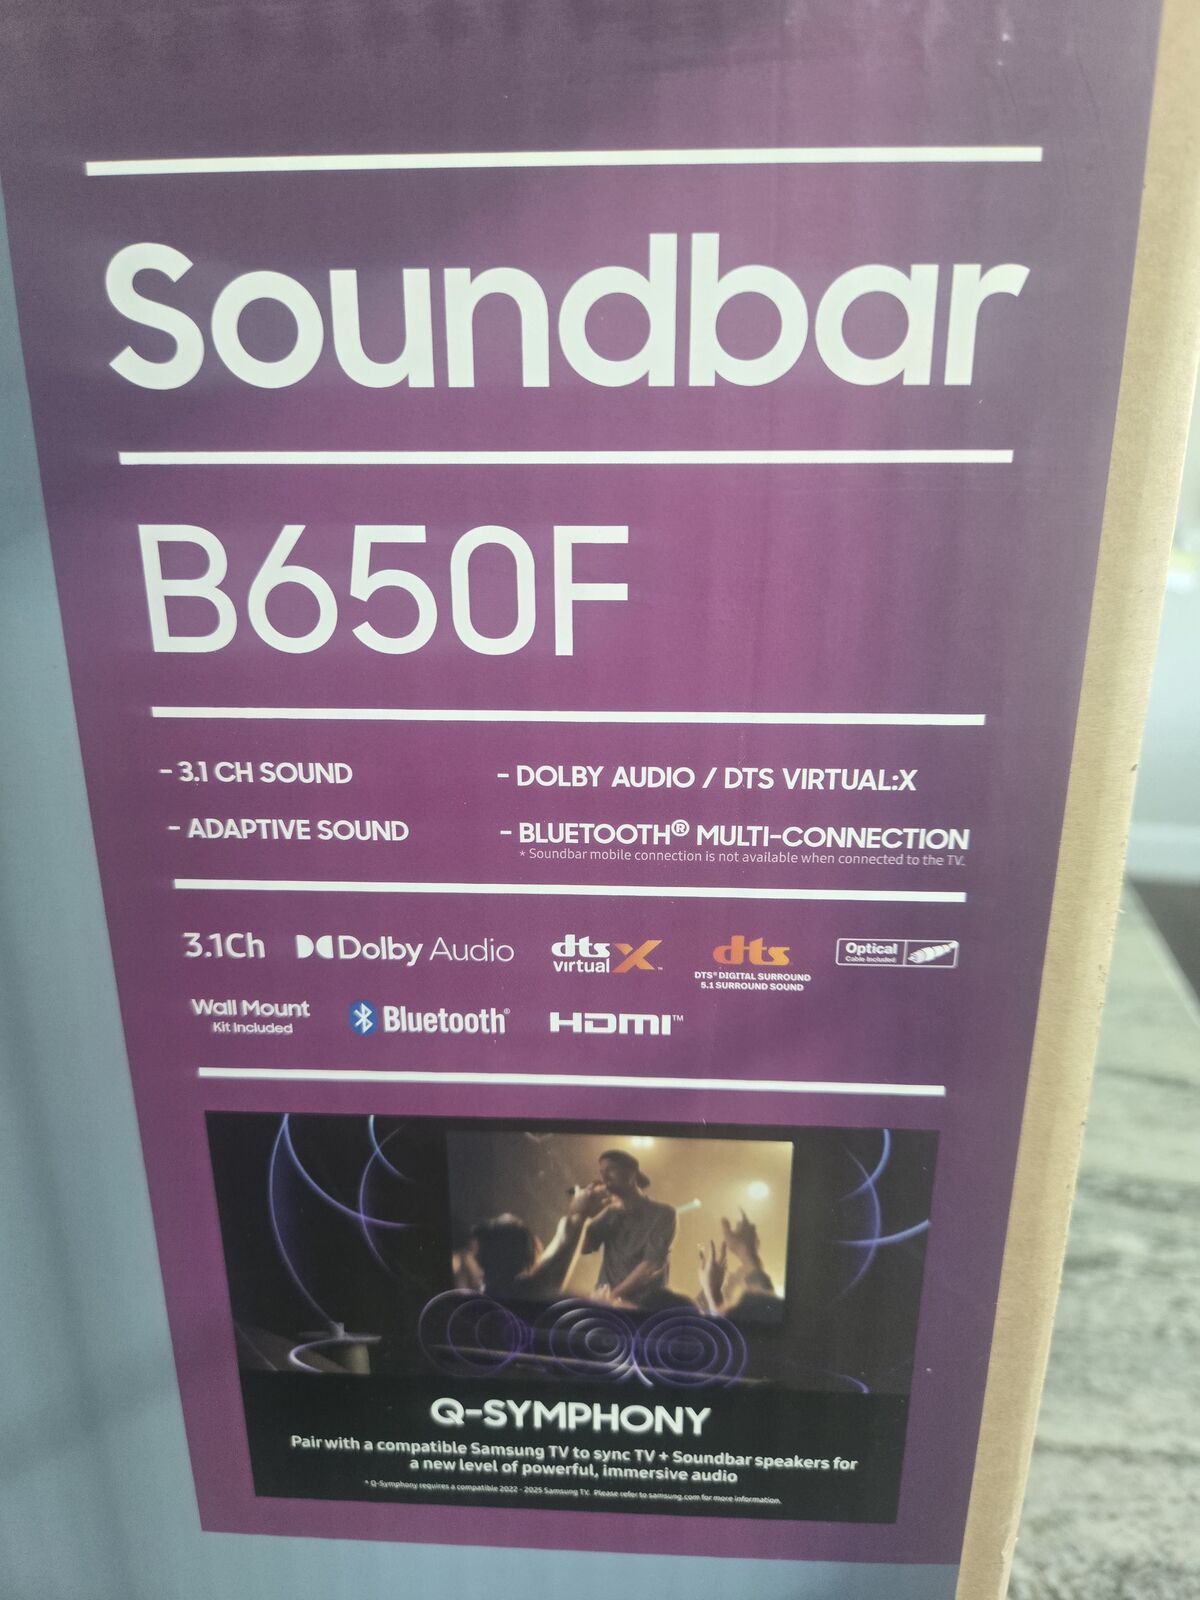 Soundbar
B650F
- 3.1 CH SOUND
- DOLBY AUDIO / DTS VIRTUAL:X
- ADAPTIVE SOUND
- BLUETOOTH® MULTI-CONNECTION
* Soundbar mobile connection is not available when connected to the TV.
3.1Ch
Dolby Audio
dts virtual X™
dts
DTS® DIGITAL SURROUND
5.1 SURROUND SOUND
Optical
Cable Included
Wall Mount
Kit Included
Bluetooth®
HDMI™
Q-SYMPHONY
Pair with a compatible Samsung TV to sync TV + Soundbar speakers for
a new level of powerful, immersive audio
* Q-Symphony requires a compatible 2022 - 2025 Samsung TV. Please refer to samsung.com for more information.